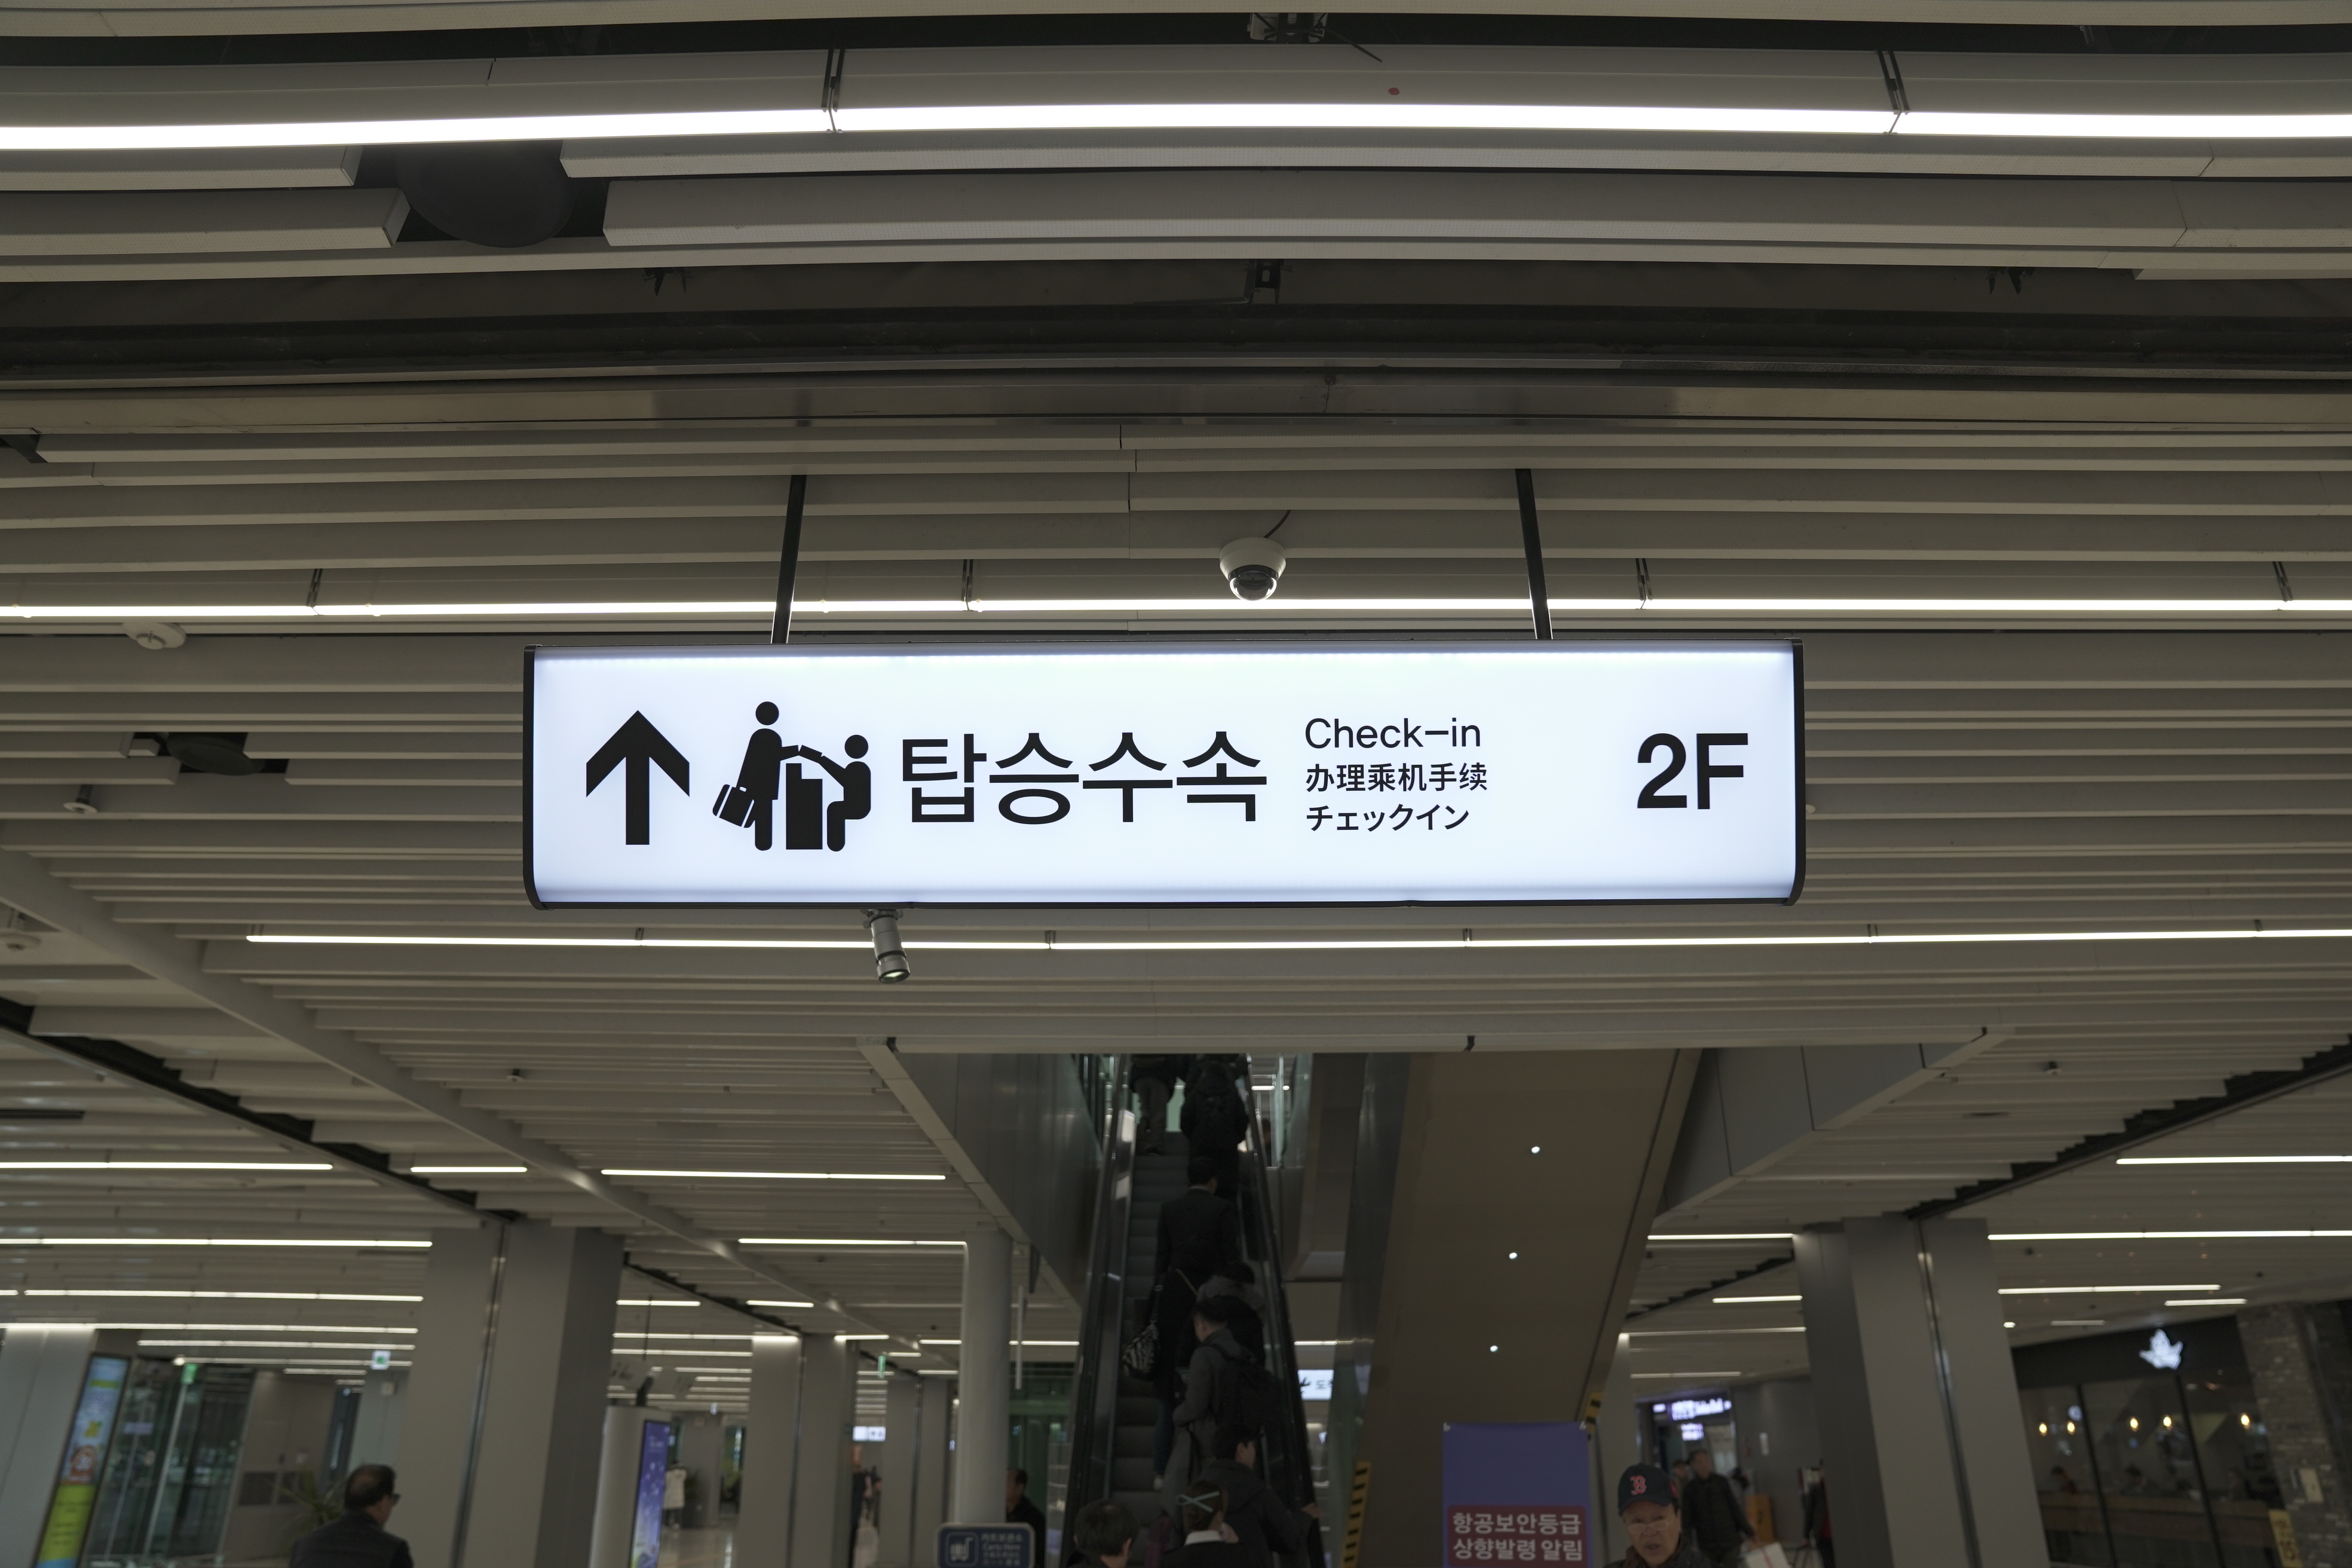 탑승수속
Check-in
办理乘机手续
チェックイン
2F
도
B
항공보안등급
상향발령 알림